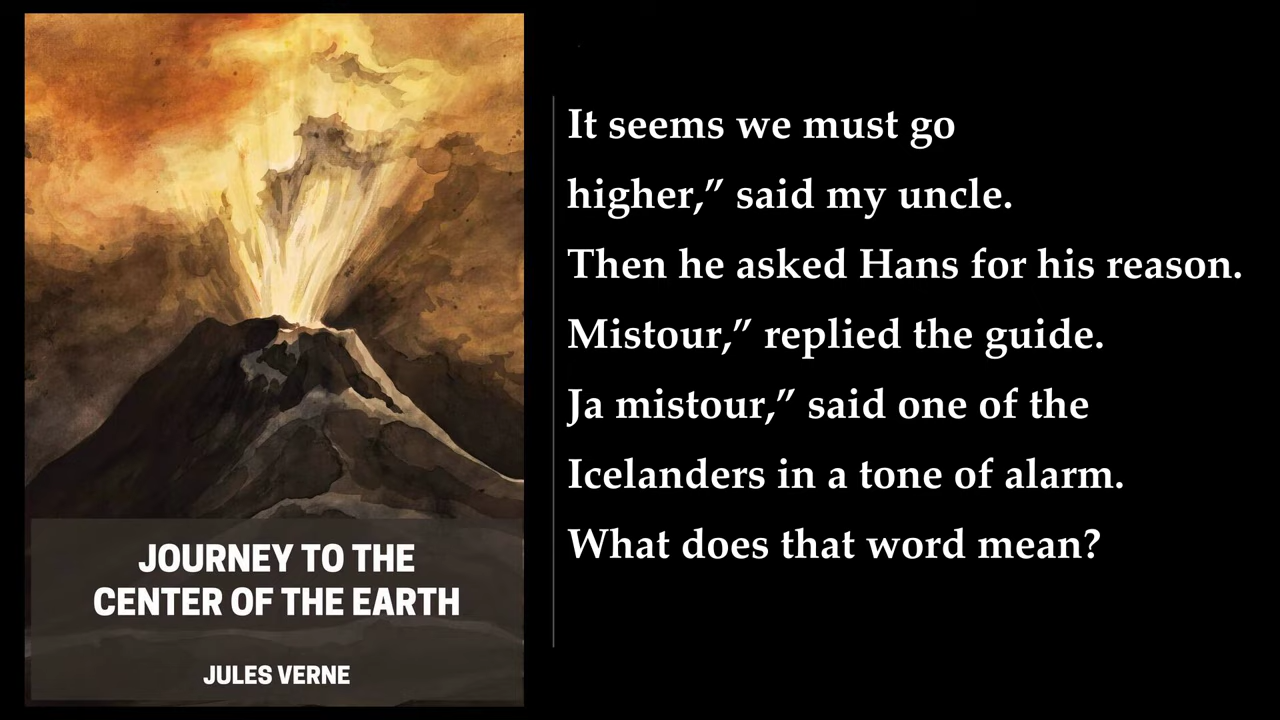 JOURNEY TO THE
CENTER OF THE EARTH
JULES VERNE
It seems we must go
higher,” said my uncle.
Then he asked Hans for his reason.
Mistour,” replied the guide.
Ja mistour,” said one of the
Icelanders in a tone of alarm.
What does that word mean?